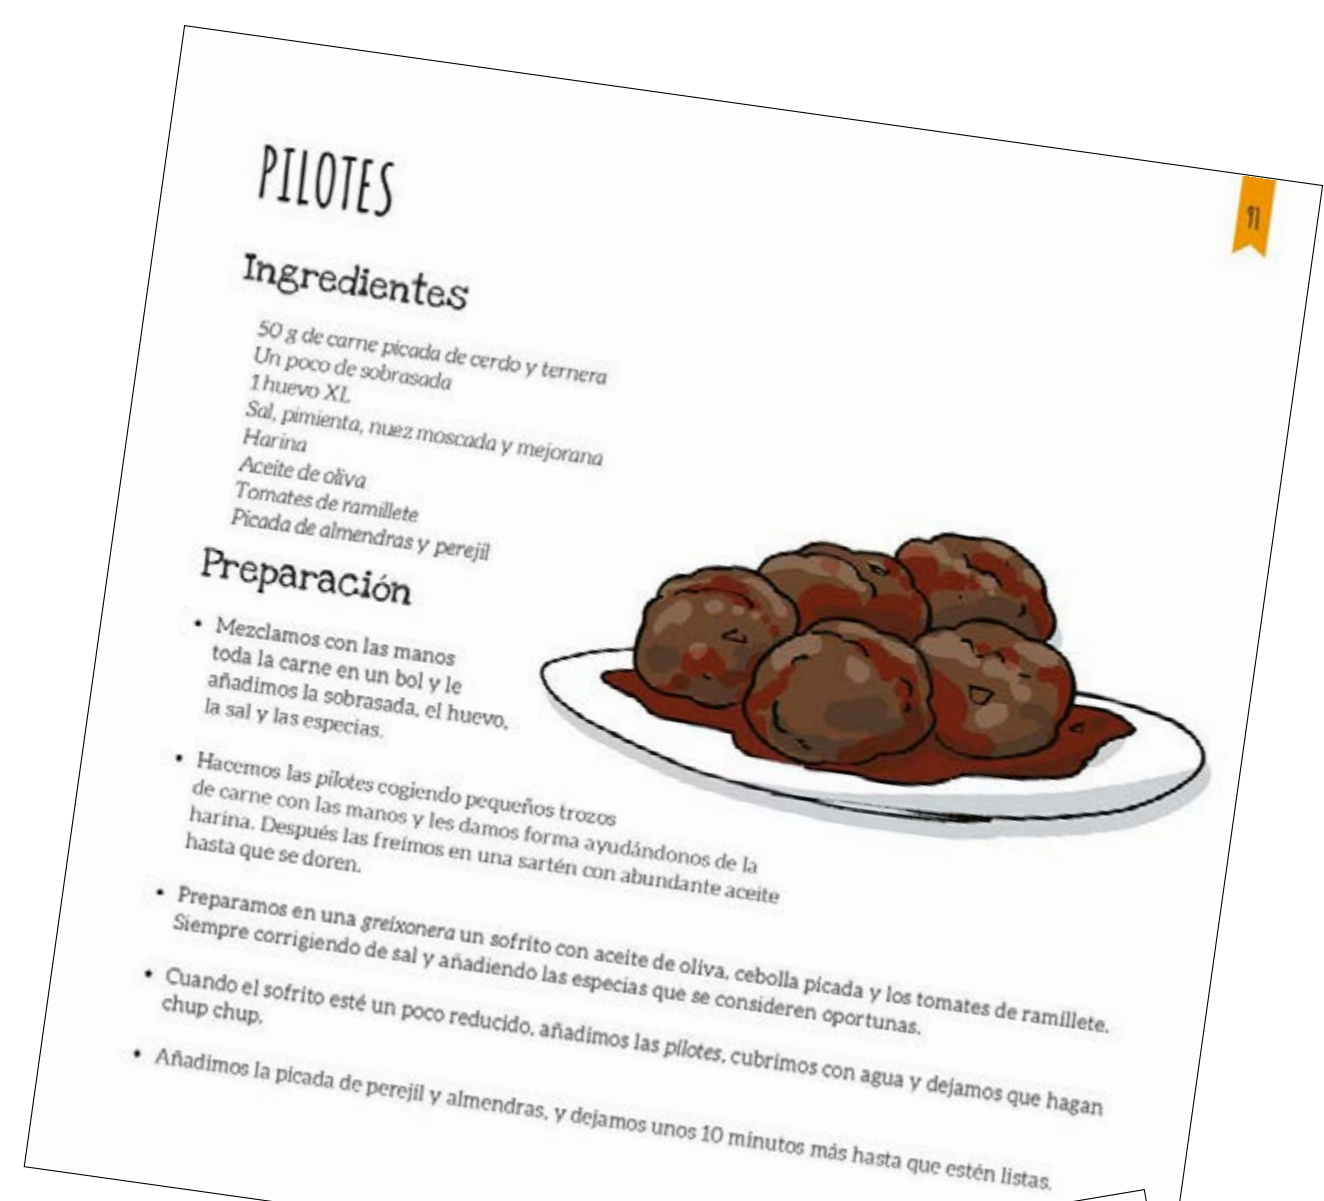 PILOTES
91
Ingredientes
50 g de carne picada de cerdo y ternera
Un poco de sobrasada
1 huevo XL
Sal, pimienta, nuez moscada y mejorana
Harina
Aceite de oliva
Tomates de ramillete
Picada de almendras y perejil
Preparación
• Mezclamos con las manos
toda la carne en un bol y le
añadimos la sobrasada, el huevo,
la sal y las especias.
• Hacemos las pilotes cogiendo pequeños trozos
de carne con las manos y les damos forma ayudándonos de la
harina. Después las freímos en una sartén con abundante aceite
hasta que se doren.
• Preparamos en una greixonera un sofrito con aceite de oliva, cebolla picada y los tomates de ramillete.
Siempre corrigiendo de sal y añadiendo las especias que se consideren oportunas.
• Cuando el sofrito esté un poco reducido, añadimos las pilotes, cubrimos con agua y dejamos que hagan
chup chup.
• Añadimos la picada de perejil y almendras, y dejamos unos 10 minutos más hasta que estén listas.